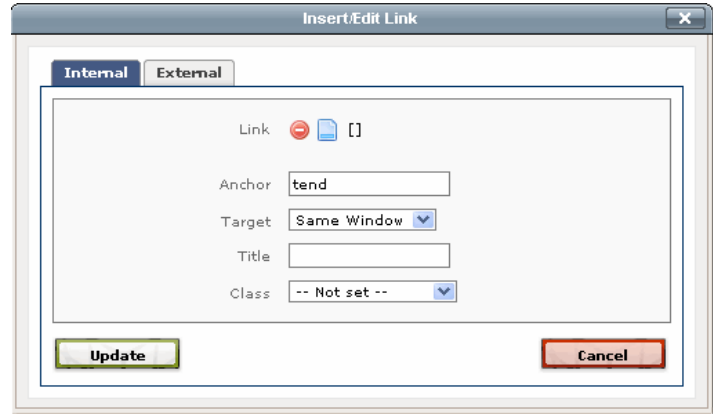 Insert/Edit Link
Internal External
Link []
Anchor tend
Target Same Window
Title
Class -- Not set --
Update Cancel